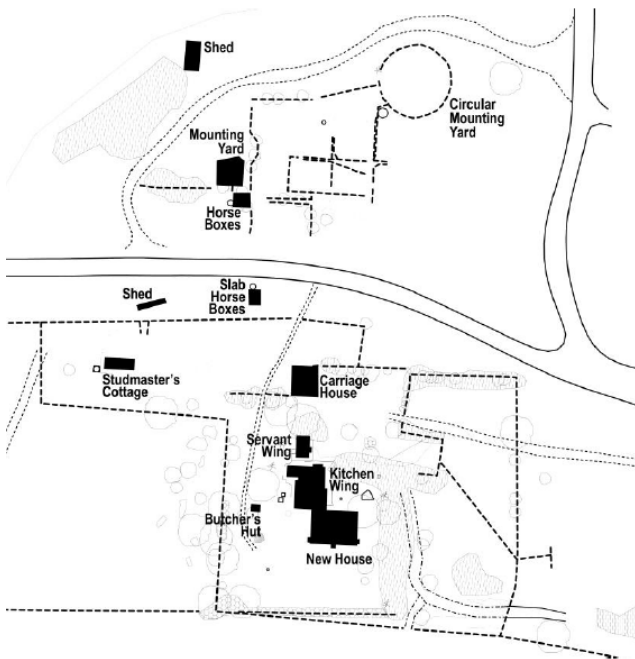 Shed
Circular
Mounting
Yard
Mounting
Yard
Horse
Boxes
Shed
Slab
Horse
Boxes
Studmaster's
Cottage
Carriage
House
Servant
Wing
Kitchen
Wing
Butcher's
Hut
New House